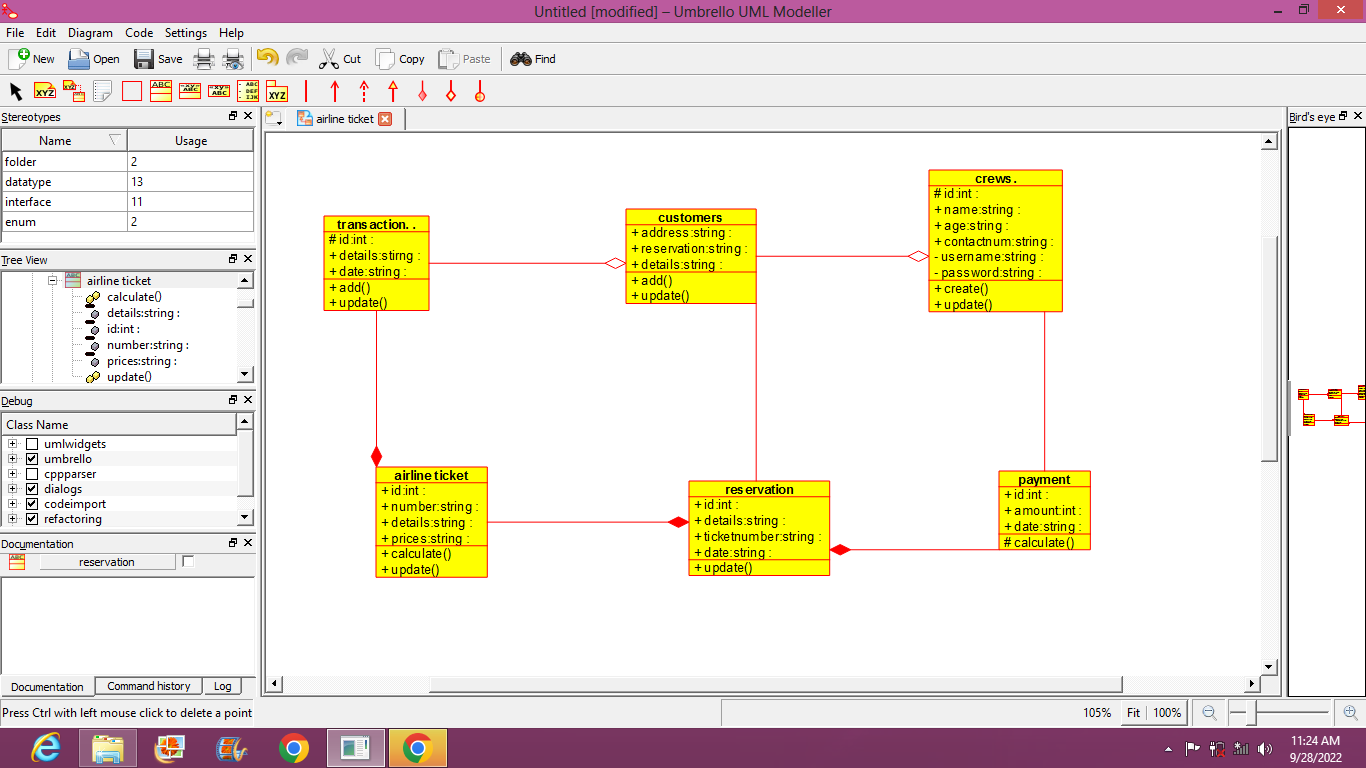 Untitled [modified] – Umbrello UML Modeller
File Edit Diagram Code Settings Help
New Open Save Cut Copy Paste Find
Stereotypes
Name Usage
folder 2
datatype 13
interface 11
enum 2
Tree View
airline ticket
calculate()
details:string :
id:int :
number:string :
prices:string :
update()
Debug
Class Name
umlwidgets
umbrello
cppparser
dialogs
codeimport
refactoring
Documentation
reservation
Documentation Command history Log
Press Ctrl with left mouse click to delete a point
airline ticket
transaction. .
# id:int :
+ details:stirng :
+ date:string :
+ add()
+ update()
customers
+ address:string :
+ reservation:string :
+ details:string :
+ add()
+ update()
crews .
# id:int :
+ name:string :
+ age:string :
+ contactnum:string :
- username:string :
- password:string :
+ create()
+ update()
airline ticket
+ id:int :
+ number:string :
+ details:string :
+ prices:string :
+ calculate()
+ update()
reservation
+ id:int :
+ details:string :
+ ticketnumber:string :
+ date:string :
+ update()
payment
+ id:int :
+ amount:int :
+ date:string :
# calculate()
Bird's eye
105% Fit 100%
11:24 AM
9/28/2022